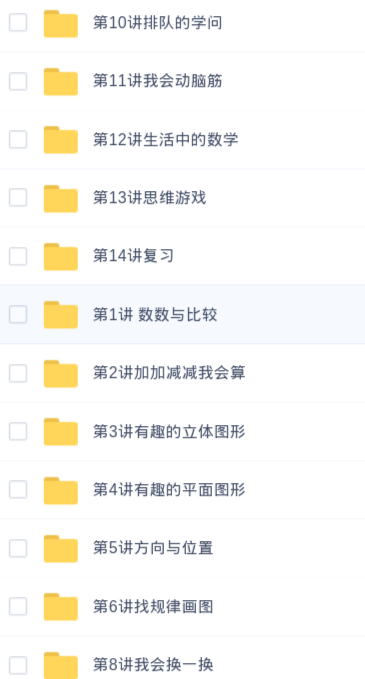 第10讲排队的学问
第11讲我会动脑筋
第12讲生活中的数学
第13讲思维游戏
第14讲复习
第1讲 数数与比较
第2讲加加减减我会算
第3讲有趣的立体图形
第4讲有趣的平面图形
第5讲方向与位置
第6讲找规律画图
第8讲我会换一换